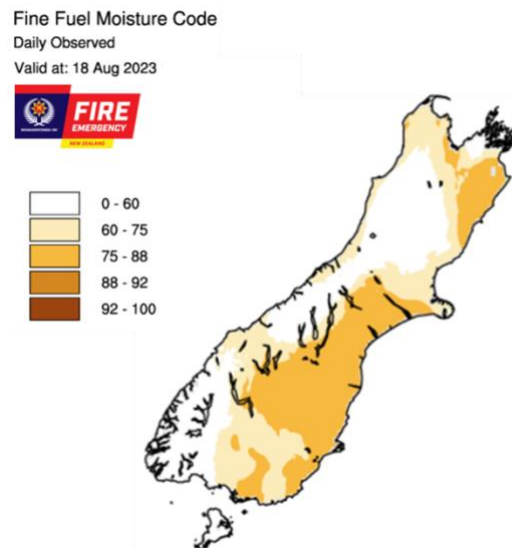 Fine Fuel Moisture Code
Daily Observed
Valid at: 18 Aug 2023
FIRE
EMERGENCY
NEW ZEALAND
0 - 60
60 - 75
75 - 88
88 - 92
92 - 100